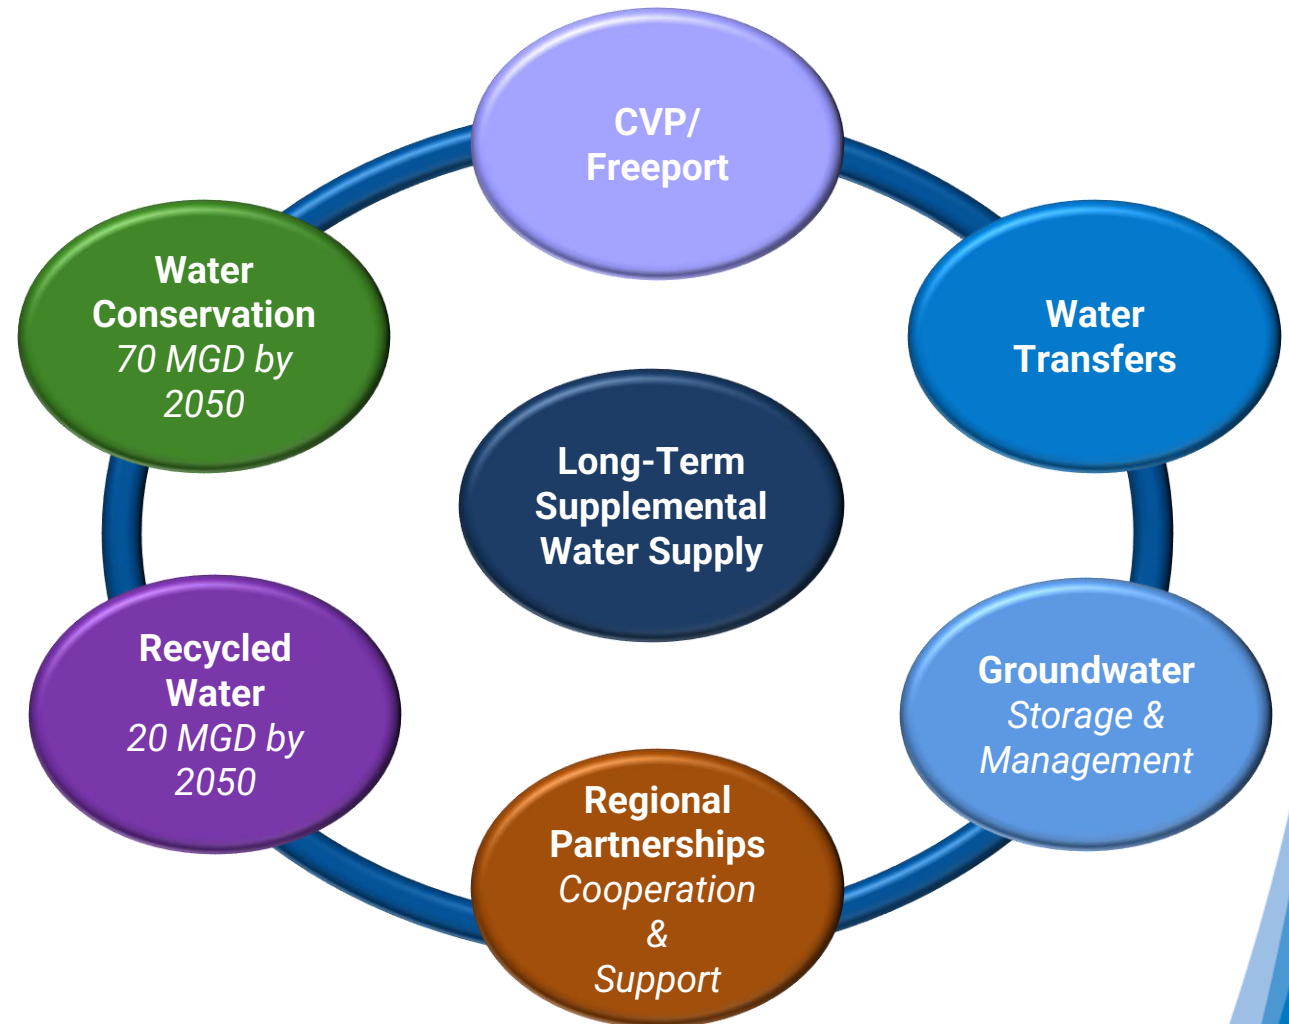 CVP/
Freeport
Water
Conservation
70 MGD by
2050
Water
Transfers
Long-Term
Supplemental
Water Supply
Recycled
Water
20 MGD by
2050
Groundwater
Storage &
Management
Regional
Partnerships
Cooperation
&
Support